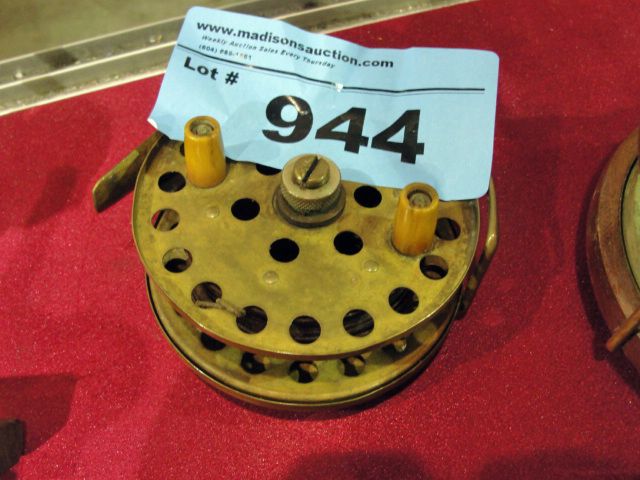 www.madisonsauction.com
Weekly Auction Sales Every Thursday
Lot #
944